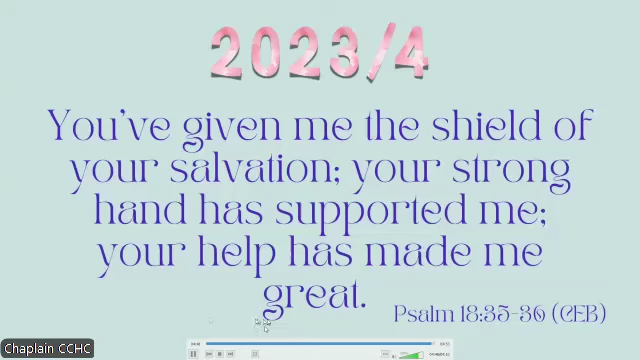 2023/4
You've given me the shield of
your salvation; your strong
hand has supported me;
your help has made me
great.
Psalm 18:35-36 (CEB)
Chaplain CCHC